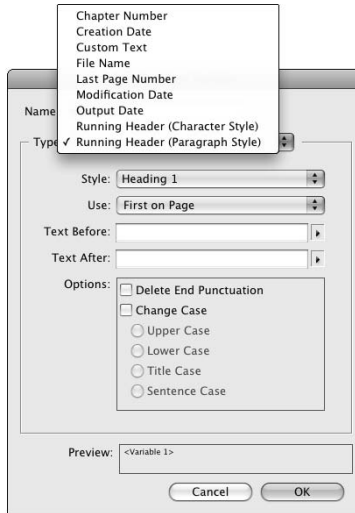 Chapter Number
Creation Date
Custom Text
File Name
Last Page Number
Modification Date
Output Date
Name
Running Header (Character Style)
Type ✓ Running Header (Paragraph Style)
Style: Heading 1
Use: First on Page
Text Before:
Text After:
Options: Delete End Punctuation
Change Case
Upper Case
Lower Case
Title Case
Sentence Case
Preview: <Variable 1>
Cancel OK